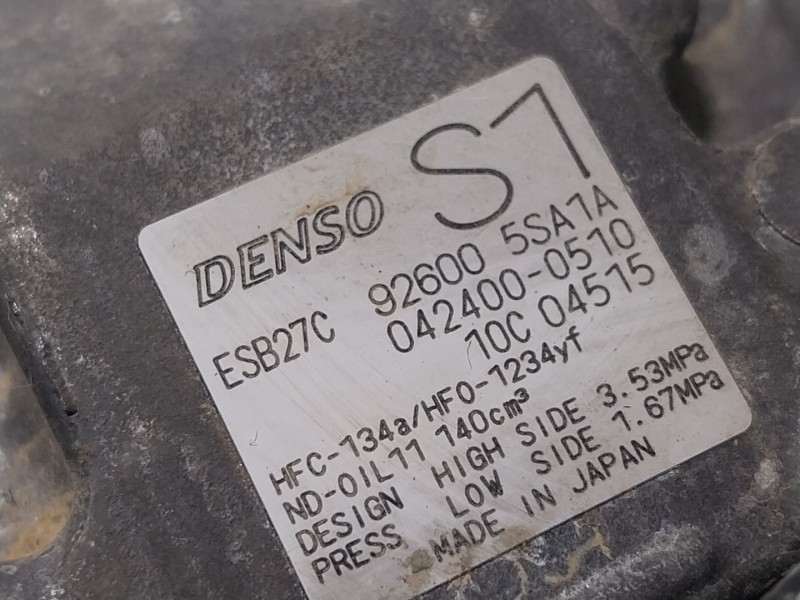 DENSO S1
92600 5SA1A
ESB27C 042400-0510
10C 04515
HFC-134a/HFO-1234yf
ND-OIL11 140cm³
DESIGN HIGH SIDE 3.53MPa
PRESS LOW SIDE 1.67MPa
MADE IN JAPAN